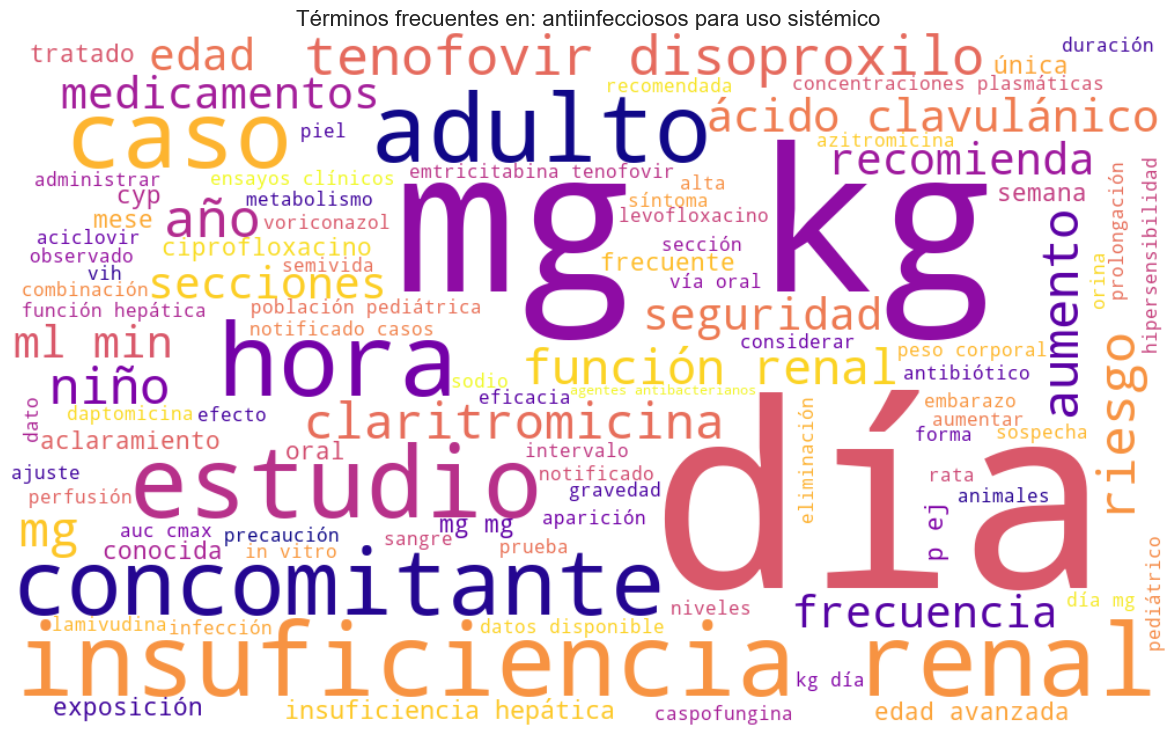 Términos frecuentes en: antiinfecciosos para uso sistémico
tratado
edad
tenofovir disoproxilo
duración
única
medicamentos
recomendada
concentraciones plasmáticas
caso
piel
adulto
ácido clavulánico
azitromicina
administrar
ensayos clínicos
emtricitabina tenofovir
recomienda
cyp
metabolismo
mg kg
alta
síntoma
semana
prolongación
hipersensibilidad
mese
año
voriconazol
levofloxacino
aciclovir
ciprofloxacino
sección
aumento
observado
semivida
frecuente
orina
vih
secciones
vía oral
combinación
función hepática
población pediátrica
seguridad
notificado casos
ml min
hora
considerar
función renal
peso corporal
riesgo
niño
sodio
eficacia
agentes antibacterianos
antibiótico
dato
daptomicina
efecto
claritromicina
embarazo
aumentar
aclaramiento
oral
intervalo
día
eliminación
forma
sospecha
ajuste
estudio
notificado
rata
perfusión
gravedad
animales
mg
auc cmax
precaución
mg mg
aparición
p ej
conocida
in vitro
sangre
prueba
pediátrico
concomitante
niveles
frecuencia
día mg
lamivudina
infección
datos disponible
insuficiencia renal
kg día
exposición
insuficiencia hepática
caspofungina
edad avanzada